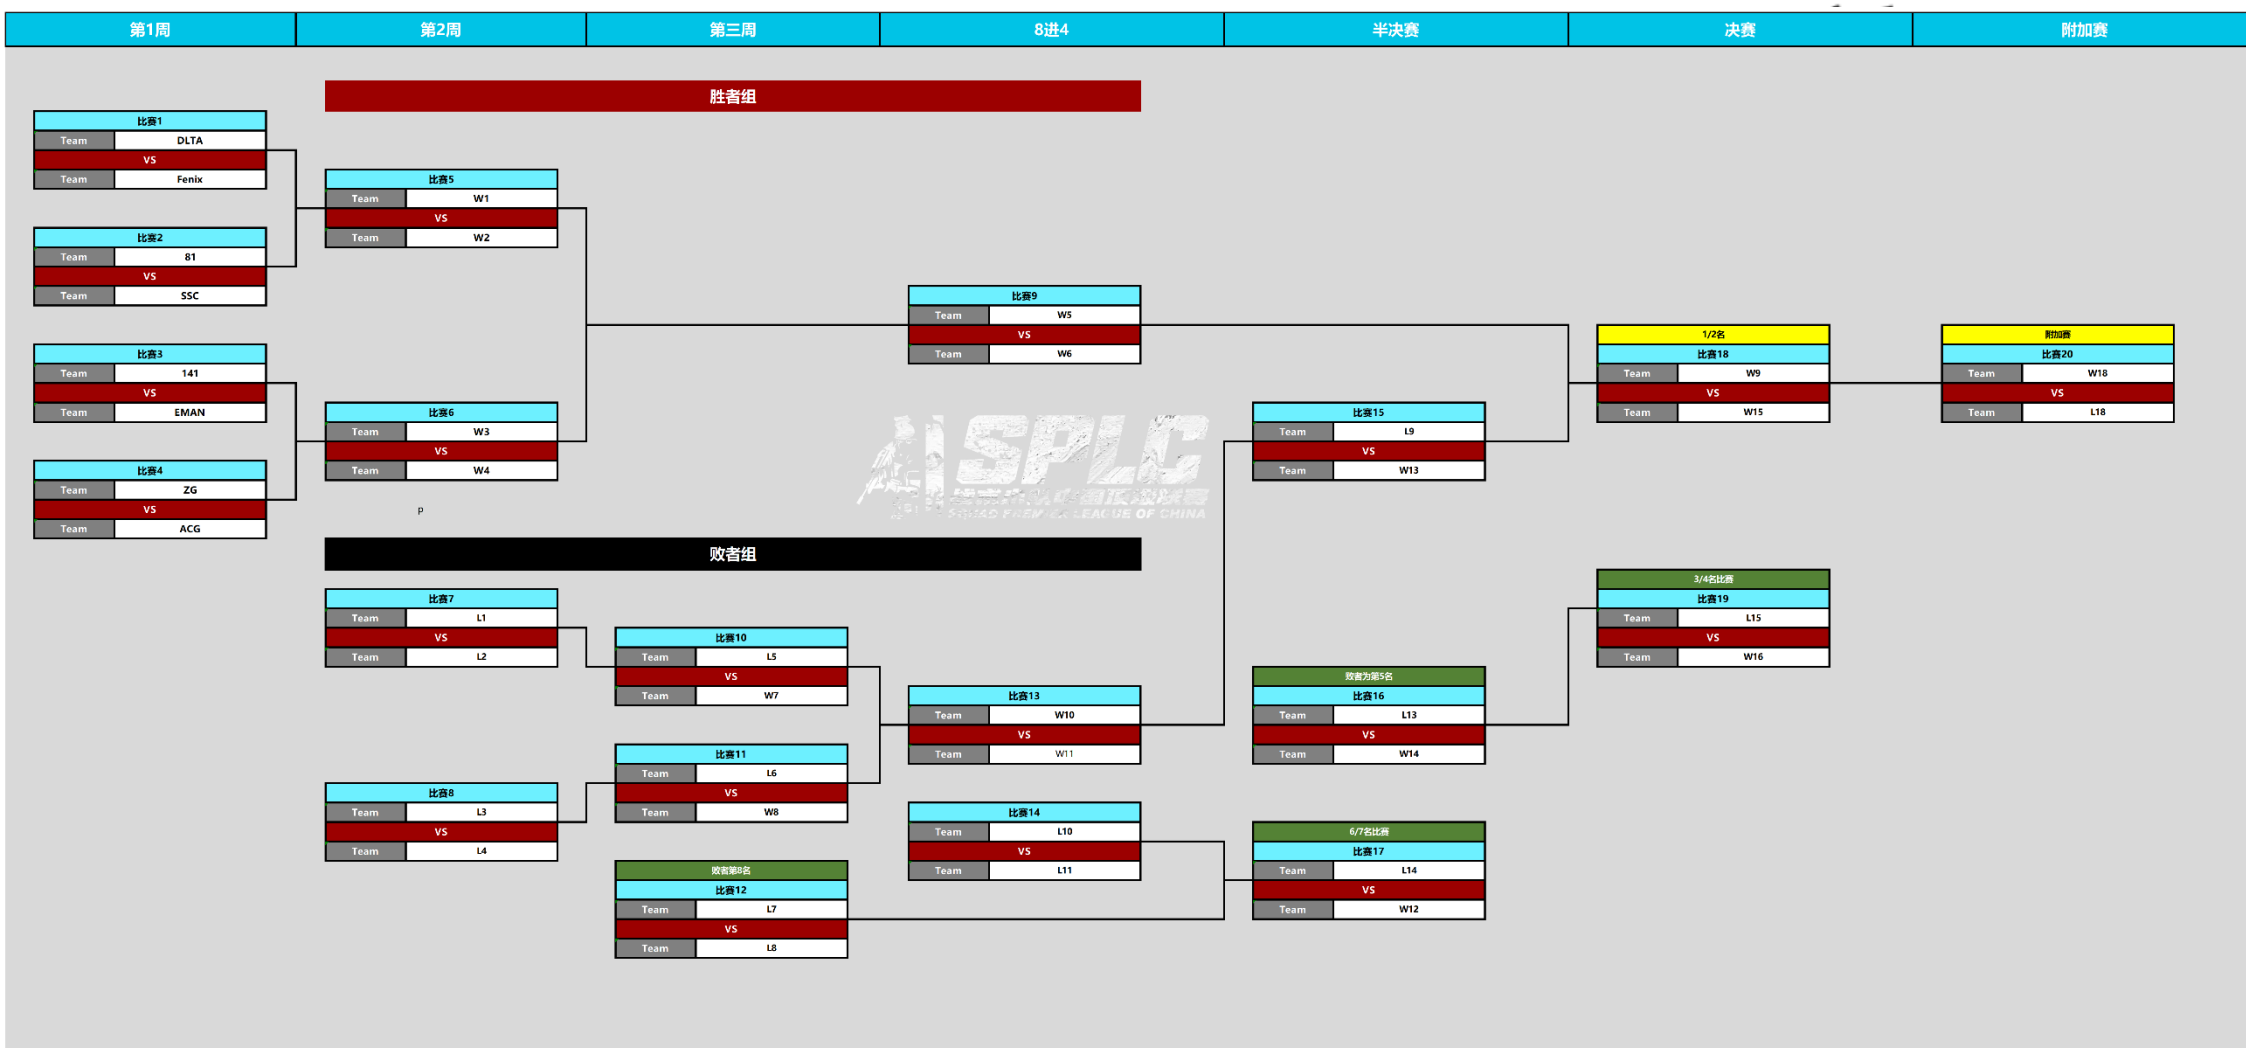 第1周
第2周
第三周
8进4
半决赛
决赛
附加赛
胜者组
比赛1
Team DLTA
VS
Team Fenix
比赛2
Team 81
VS
Team SSC
比赛3
Team 141
VS
Team EMAN
比赛4
Team ZG
VS
Team ACG
比赛5
Team W1
VS
Team W2
比赛6
Team W3
VS
Team W4
p
比赛9
Team W5
VS
Team W6
SPLC
SQUAD PREMIER LEAGUE OF CHINA
比赛15
Team L9
VS
Team W13
1/2名
比赛18
Team W9
VS
Team W15
附加赛
比赛20
Team W18
VS
Team L18
败者组
比赛7
Team L1
VS
Team L2
比赛8
Team L3
VS
Team L4
比赛10
Team L5
VS
Team W7
比赛11
Team L6
VS
Team W8
败者第8名
比赛12
Team L7
VS
Team L8
比赛13
Team W10
VS
Team W11
比赛14
Team L10
VS
Team L11
败者为第5名
比赛16
Team L13
VS
Team W14
6/7名比赛
比赛17
Team L14
VS
Team W12
3/4名比赛
比赛19
Team L15
VS
Team W16